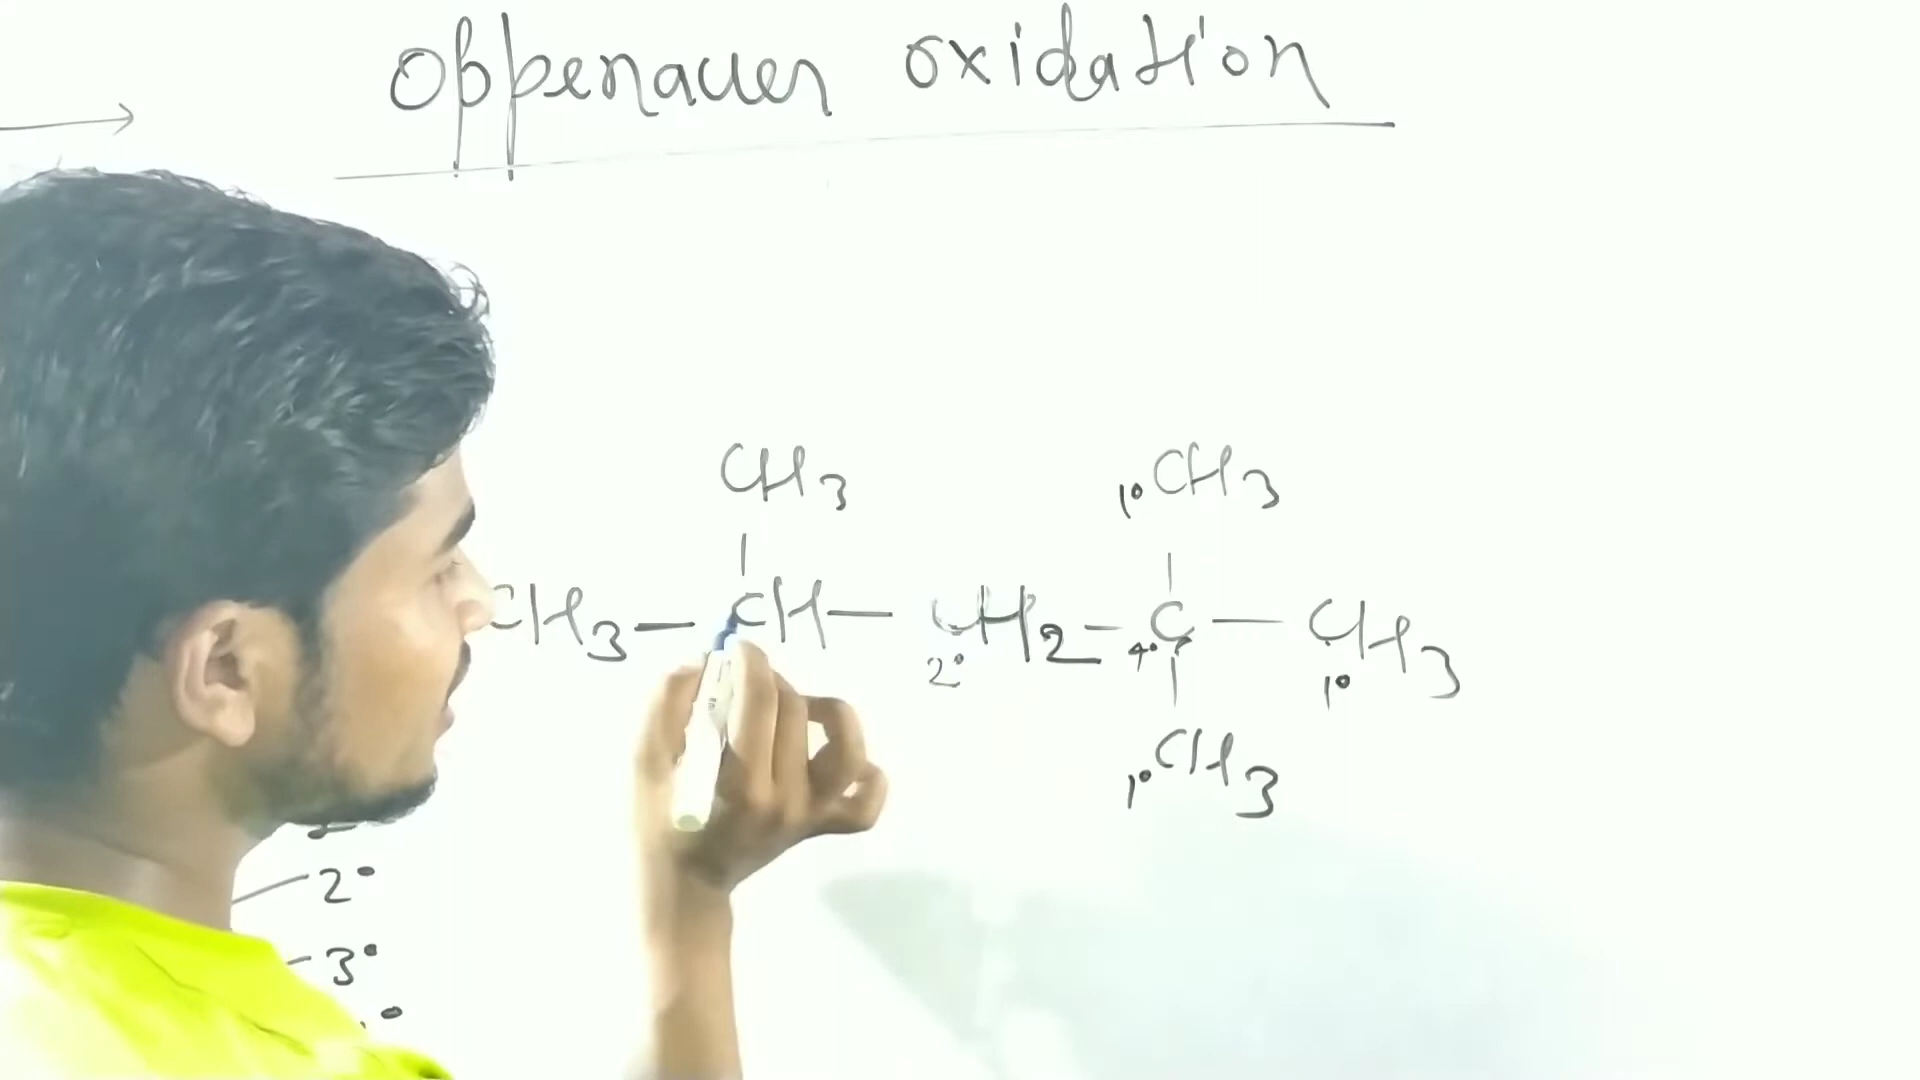 Oppenauer oxidation
CH3 1°CH3
CH3-CH-CH2-C-CH3
2° 4° 1°
1°CH3
2°
3°